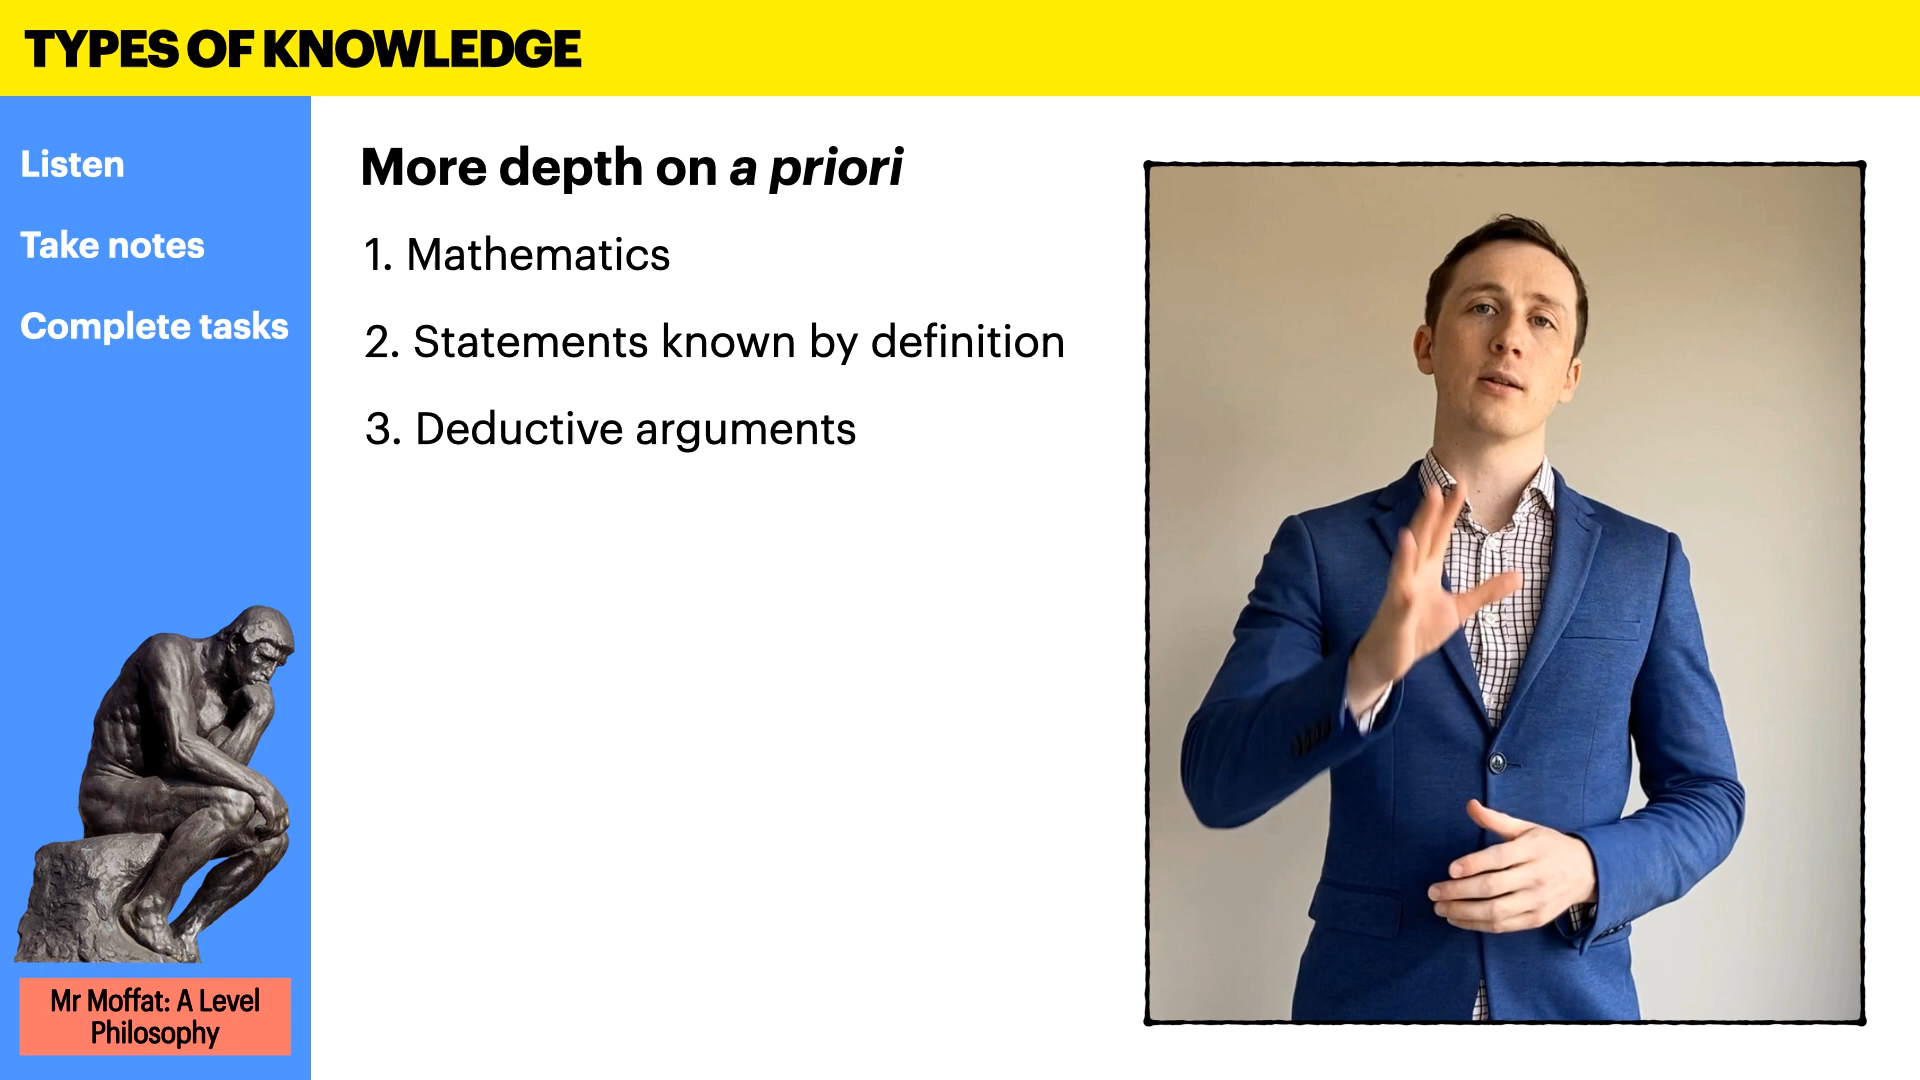 TYPES OF KNOWLEDGE
Listen
Take notes
Complete tasks
More depth on a priori
1. Mathematics
2. Statements known by definition
3. Deductive arguments
Mr Moffat: A Level
Philosophy